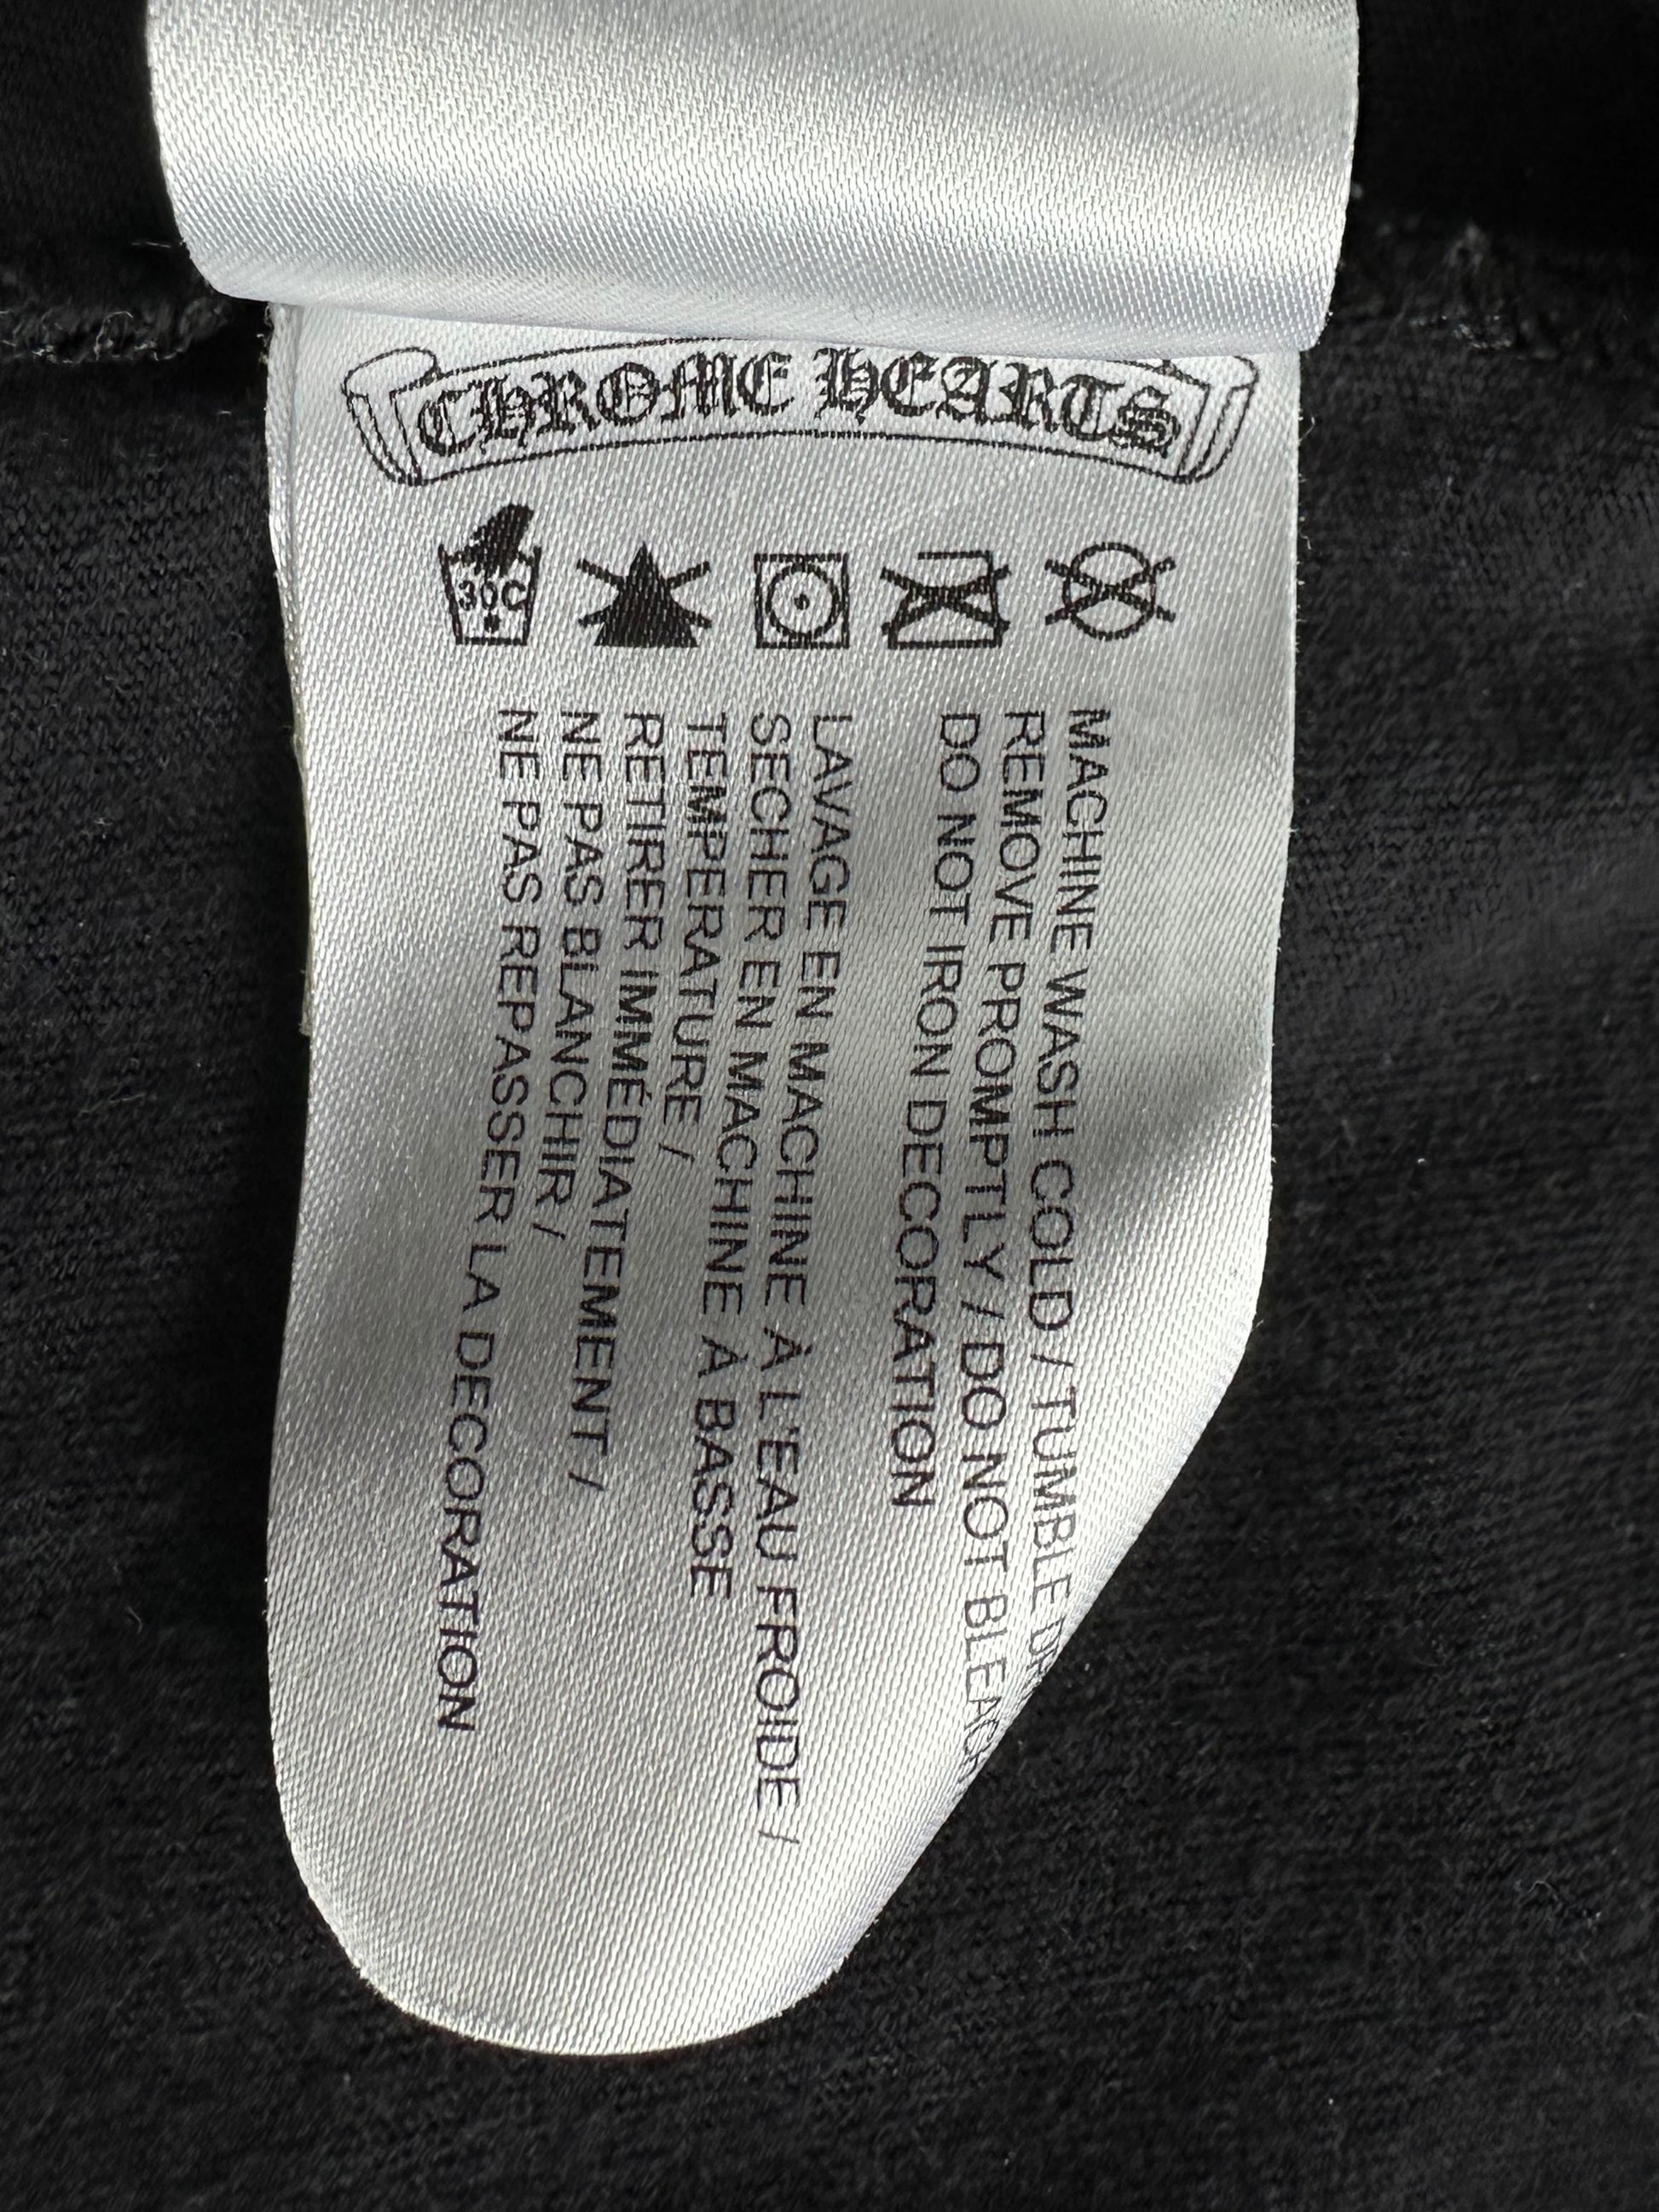 CHROME HEARTS
30C
MACHINE WASH COLD / TUMBLE
REMOVE PROMPTLY / DO NOT BLEACH
DO NOT IRON DECORATION
LAVAGE EN MACHINE À L'EAU FROIDE /
SECHER EN MACHINE À BASSE
TEMPERATURE /
RETIRER IMMÉDIATEMENT /
NE PAS BLANCHIR /
NE PAS REPASSER LA DECORATION